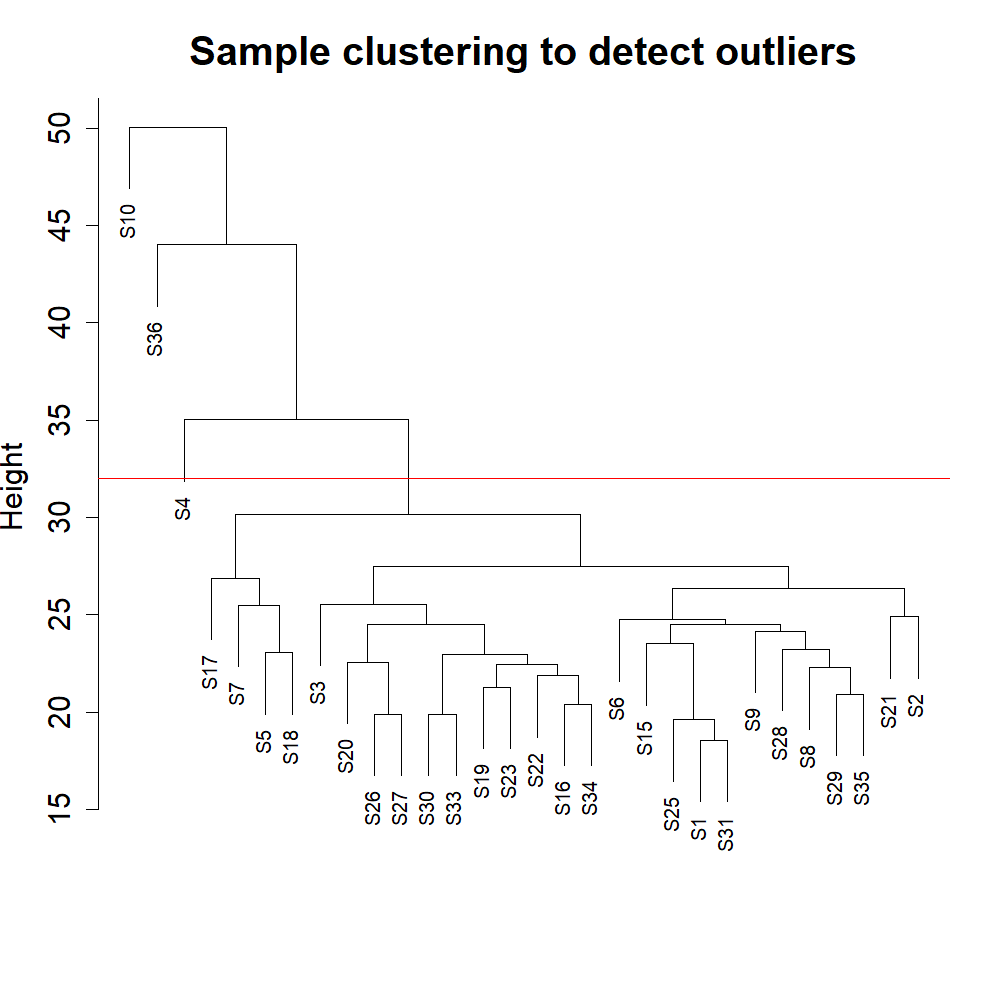 Sample clustering to detect outliers
Height
50
45
40
35
30
25
20
15
S10
S36
S4
S17
S7
S5
S18
S3
S20
S26
S27
S30
S33
S19
S23
S22
S16
S34
S6
S15
S25
S1
S31
S9
S28
S8
S29
S35
S21
S2